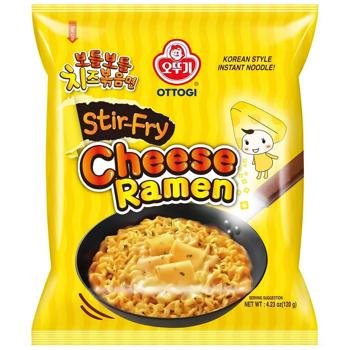 보들보들
치즈볶음면
오뚜기
OTTOGI
KOREAN STYLE
INSTANT NOODLE!
Stir-Fry
Cheese
Ramen
SERVING SUGGESTION
NET WT : 4.23 oz (120 g)